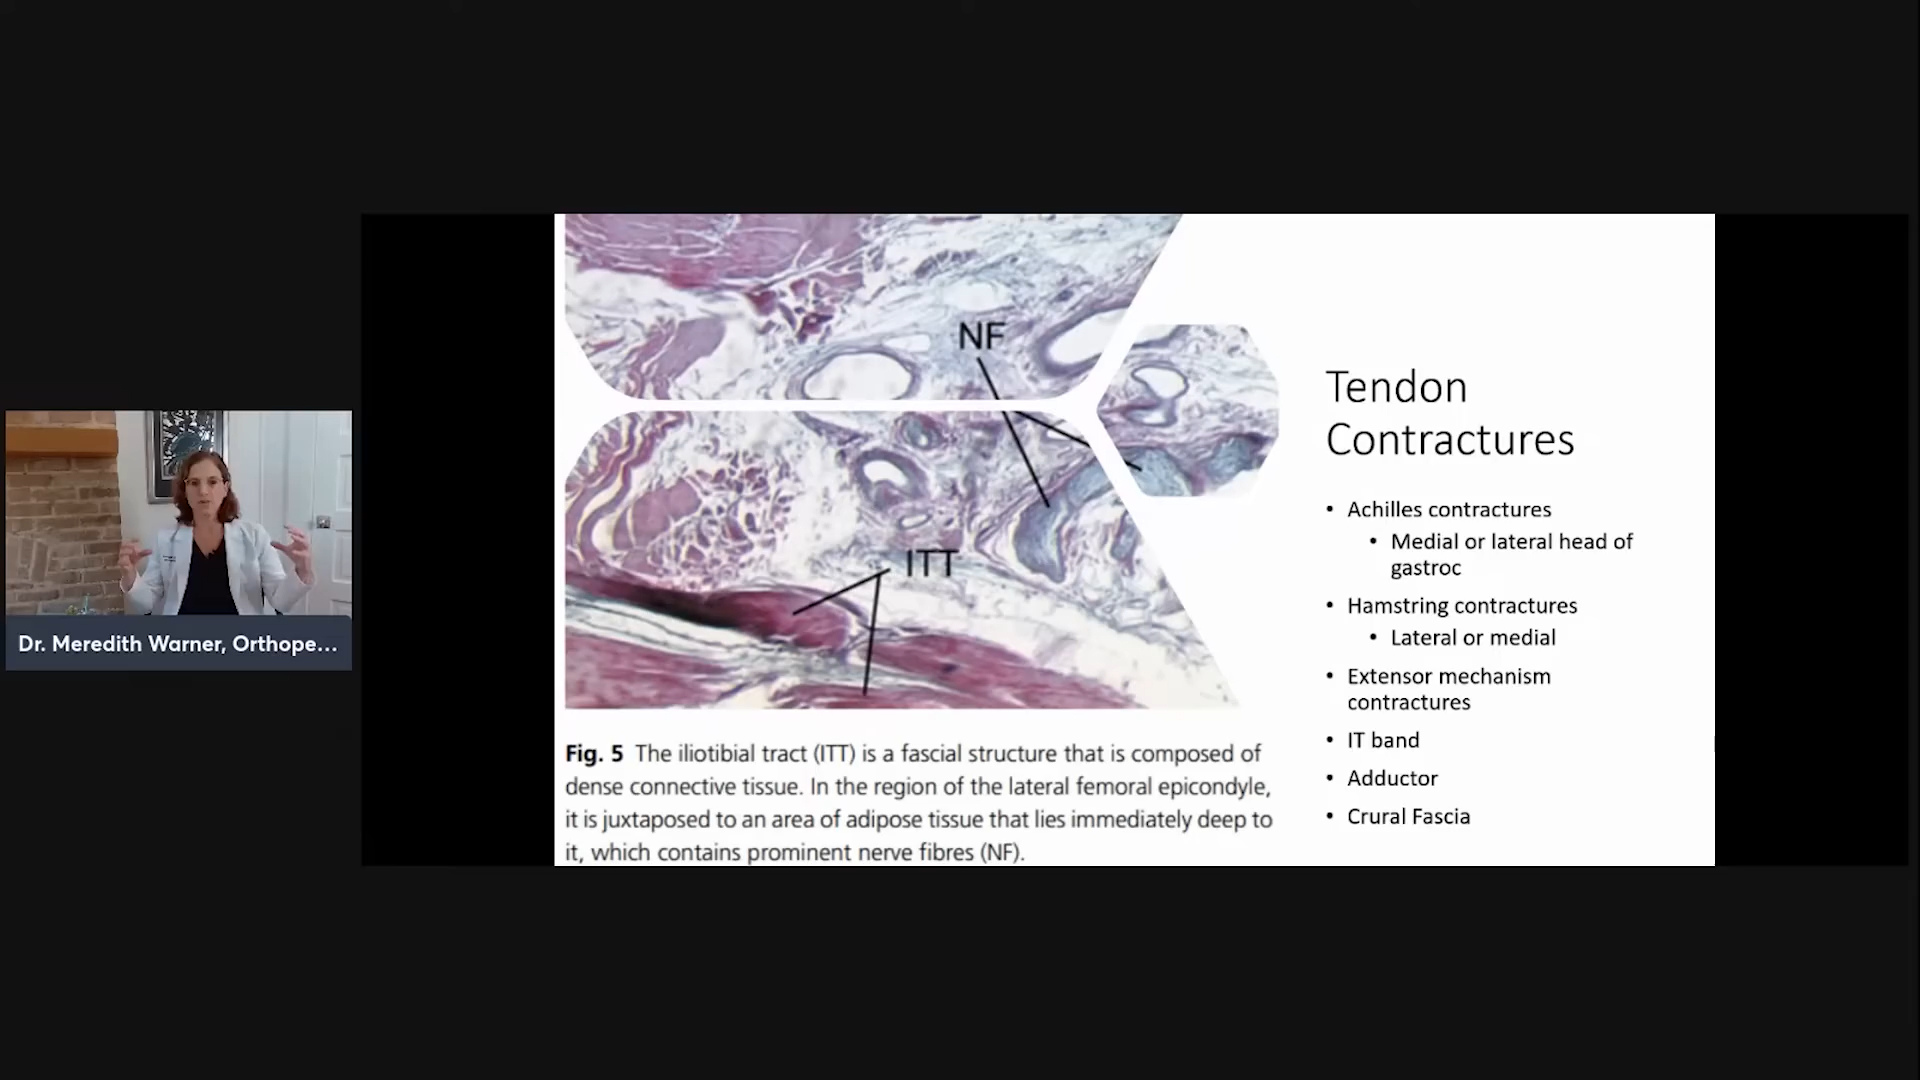 Dr. Meredith Warner, Orthope...
NF
ITT
Fig. 5 The iliotibial tract (ITT) is a fascial structure that is composed of
dense connective tissue. In the region of the lateral femoral epicondyle,
it is juxtaposed to an area of adipose tissue that lies immediately deep to
it, which contains prominent nerve fibres (NF).
Tendon
Contractures
• Achilles contractures
• Medial or lateral head of
gastroc
• Hamstring contractures
• Lateral or medial
• Extensor mechanism
contractures
• IT band
• Adductor
• Crural Fascia